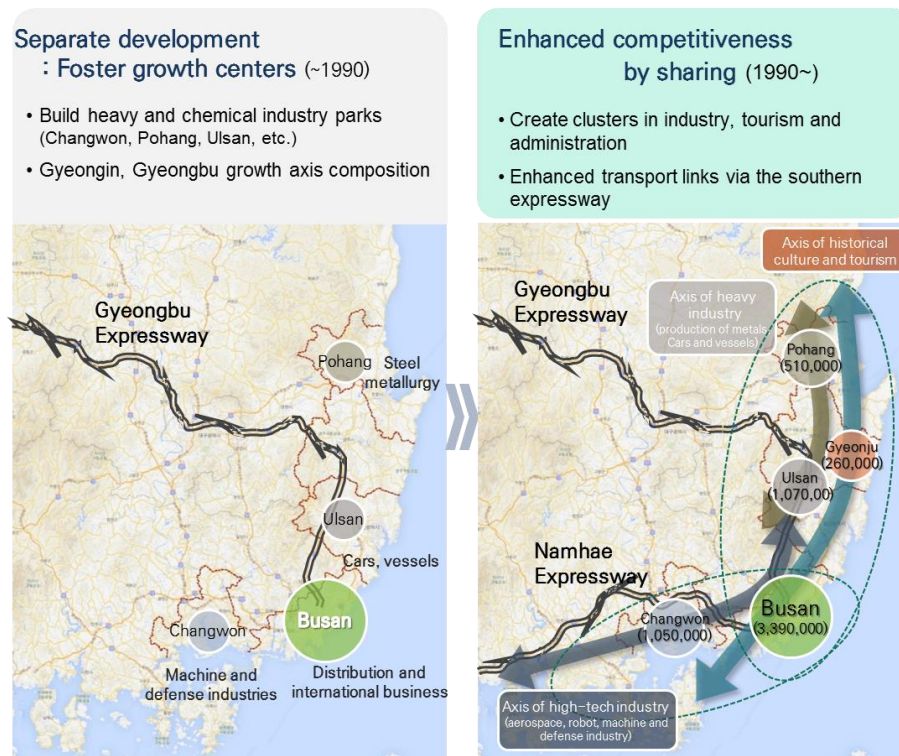 Separate development
: Foster growth centers (~1990)
• Build heavy and chemical industry parks
(Changwon, Pohang, Ulsan, etc.)
• Gyeongin, Gyeongbu growth axis composition
Gyeongbu
Expressway
Pohang
Steel
metallurgy
Ulsan
Cars, vessels
Busan
Changwon
Machine and
defense industries
Distribution and
international business
Enhanced competitiveness
by sharing (1990~)
• Create clusters in industry, tourism and
administration
• Enhanced transport links via the southern
expressway
Axis of historical
culture and tourism
Axis of heavy
industry
(production of metals
Cars and vessels)
Gyeongbu
Expressway
Pohang
(510,000)
Gyeonju
(260,000)
Ulsan
(1,070,00)
Namhae
Expressway
Changwon
(1,050,000)
Busan
(3,390,000)
Axis of high-tech industry
(aerospace, robot, machine and
defense industry)